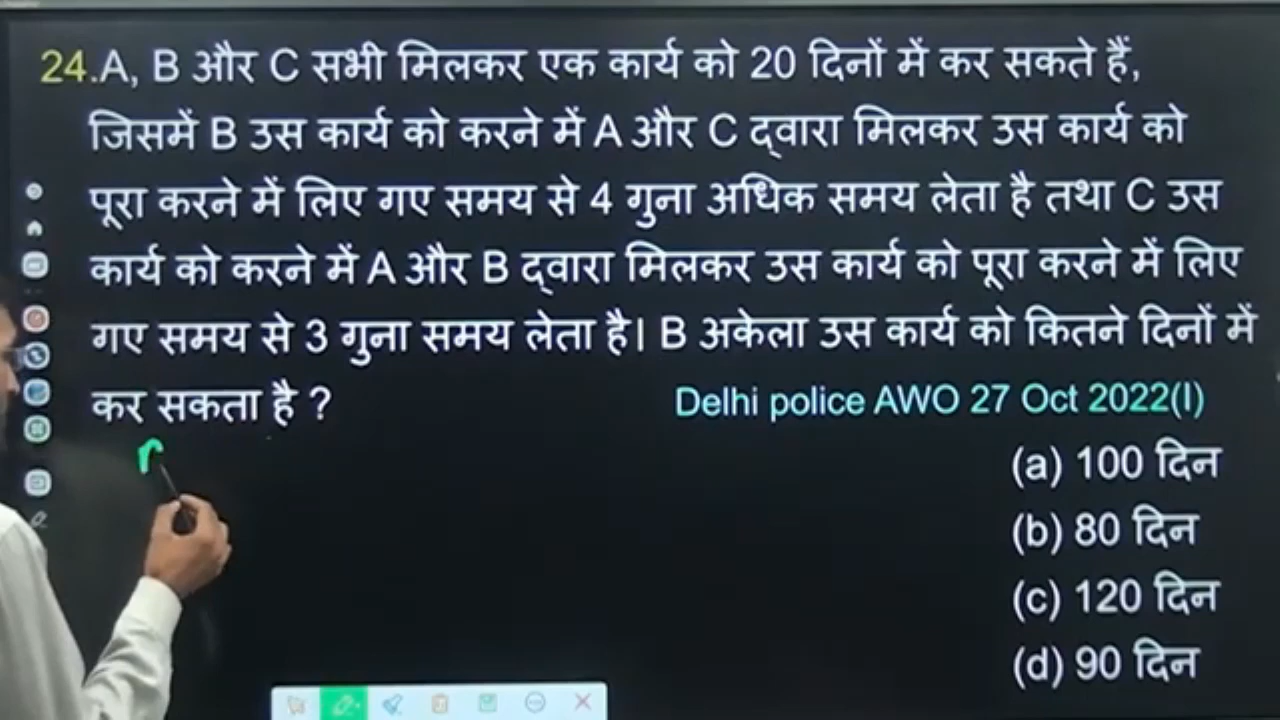 24.A, B और C सभी मिलकर एक कार्य को 20 दिनों में कर सकते हैं,
जिसमें B उस कार्य को करने में A और C द्वारा मिलकर उस कार्य को
पूरा करने में लिए गए समय से 4 गुना अधिक समय लेता है तथा C उस
कार्य को करने में A और B द्वारा मिलकर उस कार्य को पूरा करने में लिए
गए समय से 3 गुना समय लेता है। B अकेला उस कार्य को कितने दिनों में
कर सकता है ?
Delhi police AWO 27 Oct 2022(I)
(a) 100 दिन
(b) 80 दिन
(c) 120 दिन
(d) 90 दिन